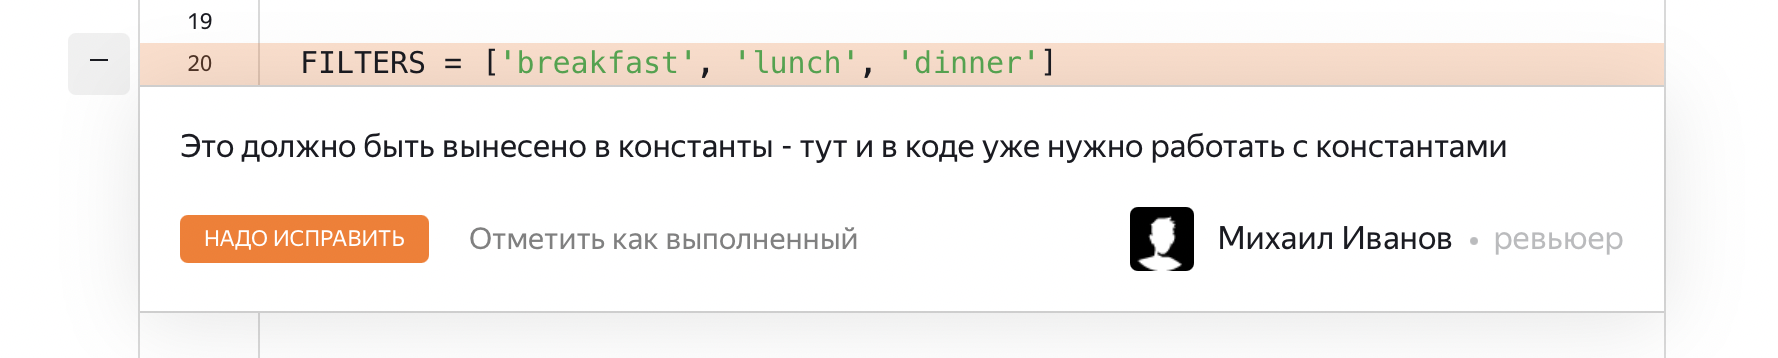 19
20 FILTERS = ['breakfast', 'lunch', 'dinner']
Это должно быть вынесено в константы - тут и в коде уже нужно работать с константами
НАДО ИСПРАВИТЬ Отметить как выполненный Михаил Иванов • ревьюер